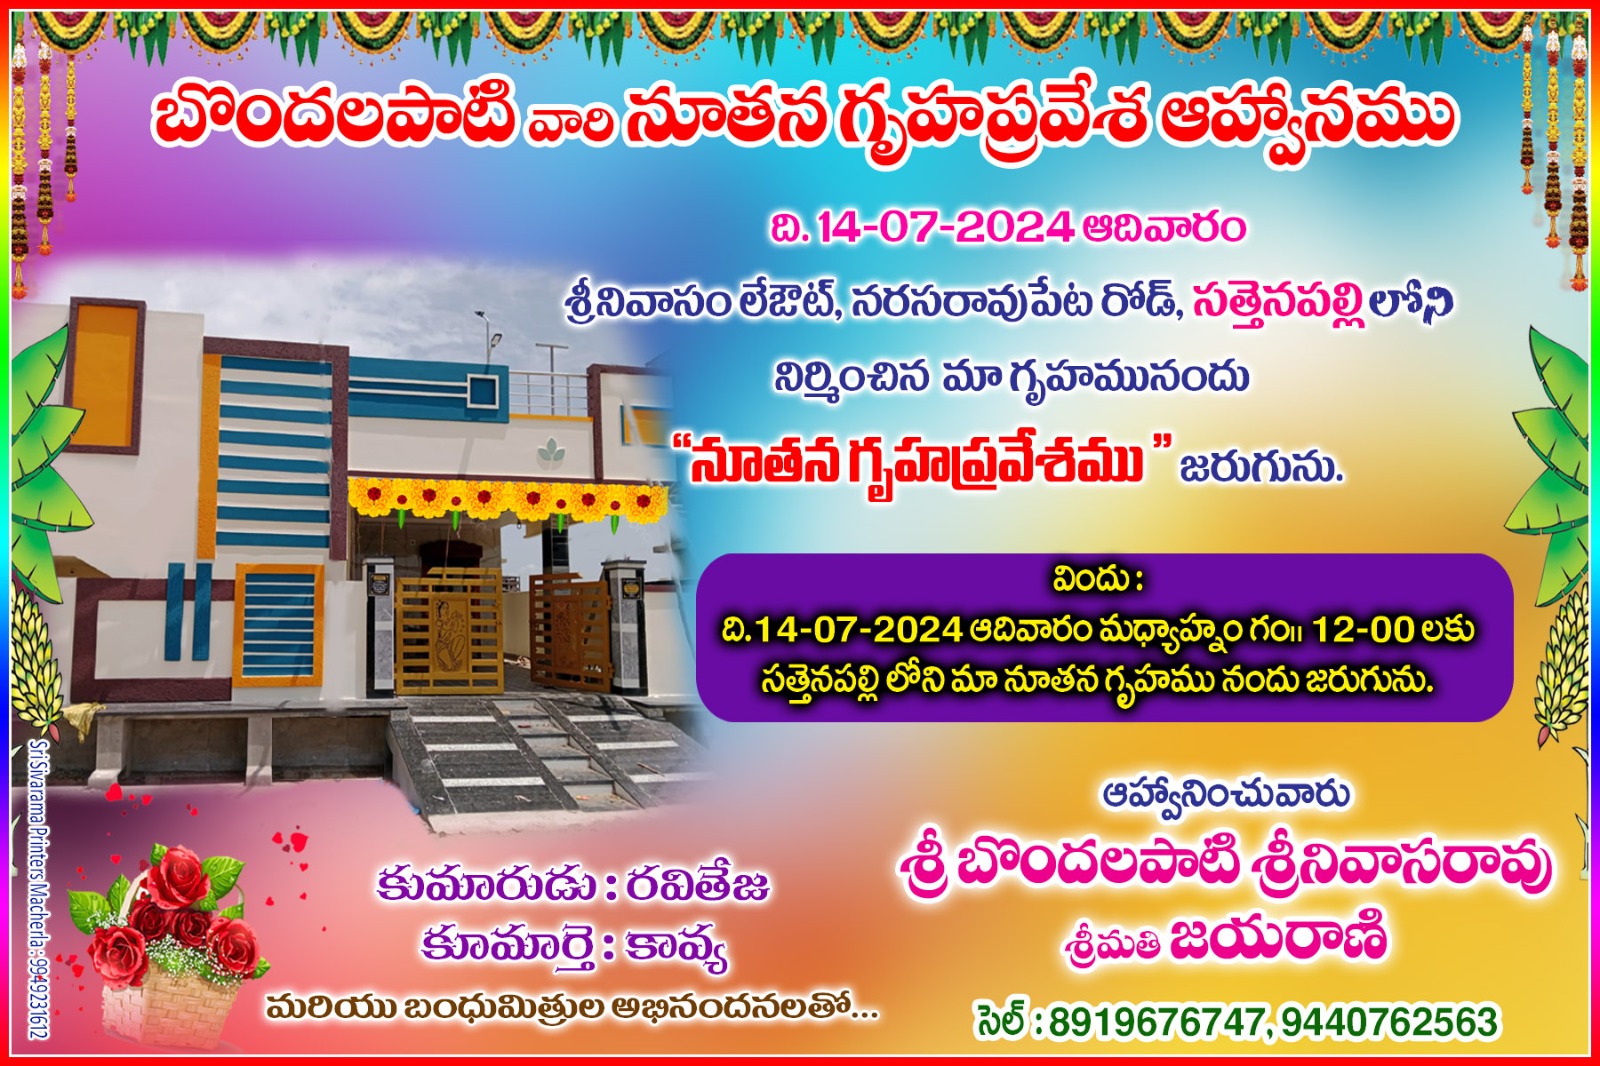 బొందలపాటి వారి నూతన గృహప్రవేశ ఆహ్వానము
ది. 14-07-2024 ఆదివారం
శ్రీనివాసం లేఔట్, నరసరావుపేట రోడ్, సత్తెనపల్లి లోని
నిర్మించిన మా గృహమునందు
“నూతన గృహప్రవేశము” జరుగును.
విందు :
ది.14-07-2024 ఆదివారం మధ్యాహ్నం గం॥ 12-00 లకు
సత్తెనపల్లి లోని మా నూతన గృహము నందు జరుగును.
ఆహ్వానించువారు
శ్రీ బొందలపాటి శ్రీనివాసరావు
శ్రీమతి జయరాణి
సెల్ : 8919676747, 9440762563
కుమారుడు : రవితేజ
కూమార్తె : కావ్య
మరియు బంధుమిత్రుల అభినందనలతో...
Sri Sivarama Printers Macherla : 9949231612